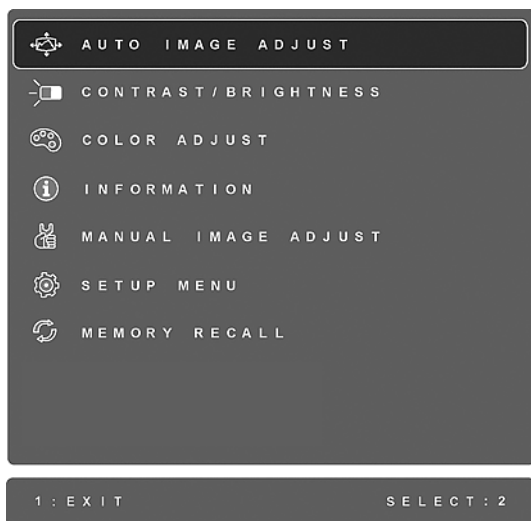 AUTO IMAGE ADJUST
CONTRAST/BRIGHTNESS
COLOR ADJUST
INFORMATION
MANUAL IMAGE ADJUST
SETUP MENU
MEMORY RECALL
1:EXIT SELECT:2